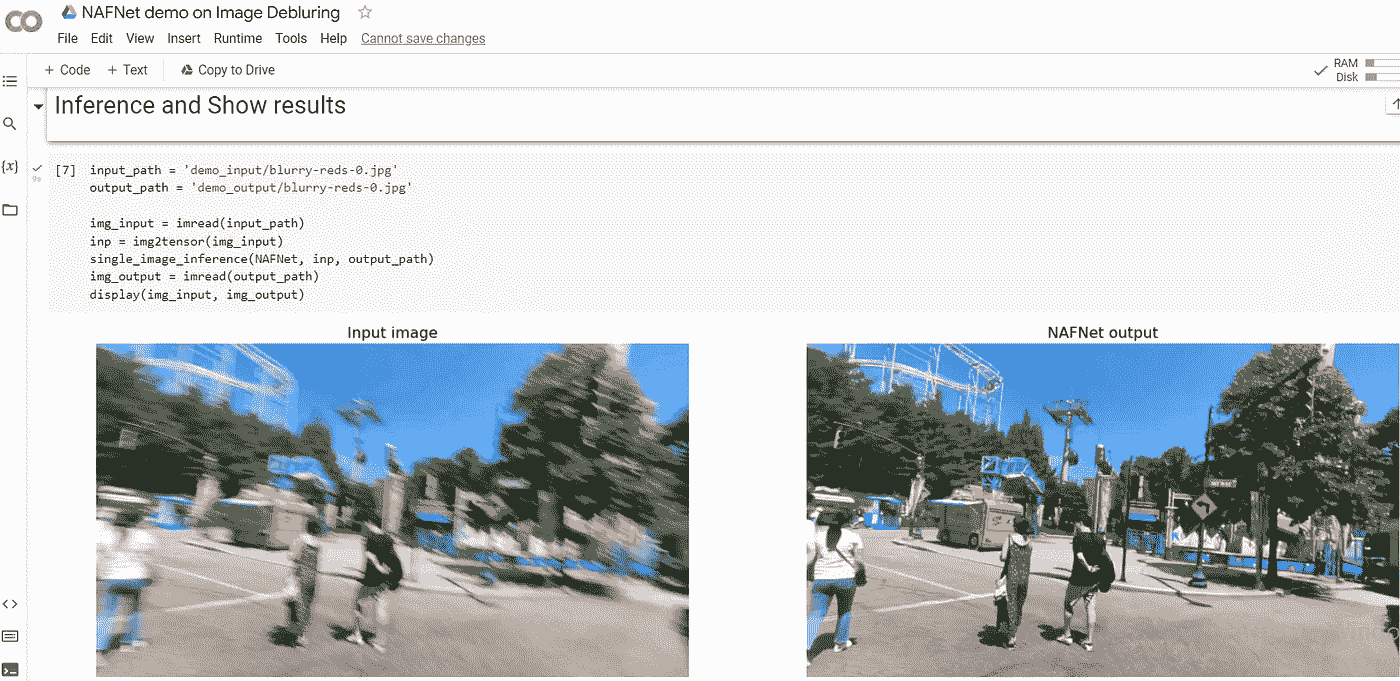 NAFNet demo on Image Debluring
File Edit View Insert Runtime Tools Help Cannot save changes
+ Code + Text Copy to Drive
RAM
Disk
Inference and Show results
{x}
[7] input_path = 'demo_input/blurry-reds-0.jpg'
9s
output_path = 'demo_output/blurry-reds-0.jpg'
img_input = imread(input_path)
inp = img2tensor(img_input)
single_image_inference(NAFNet, inp, output_path)
img_output = imread(output_path)
display(img_input, img_output)
Input image NAFNet output